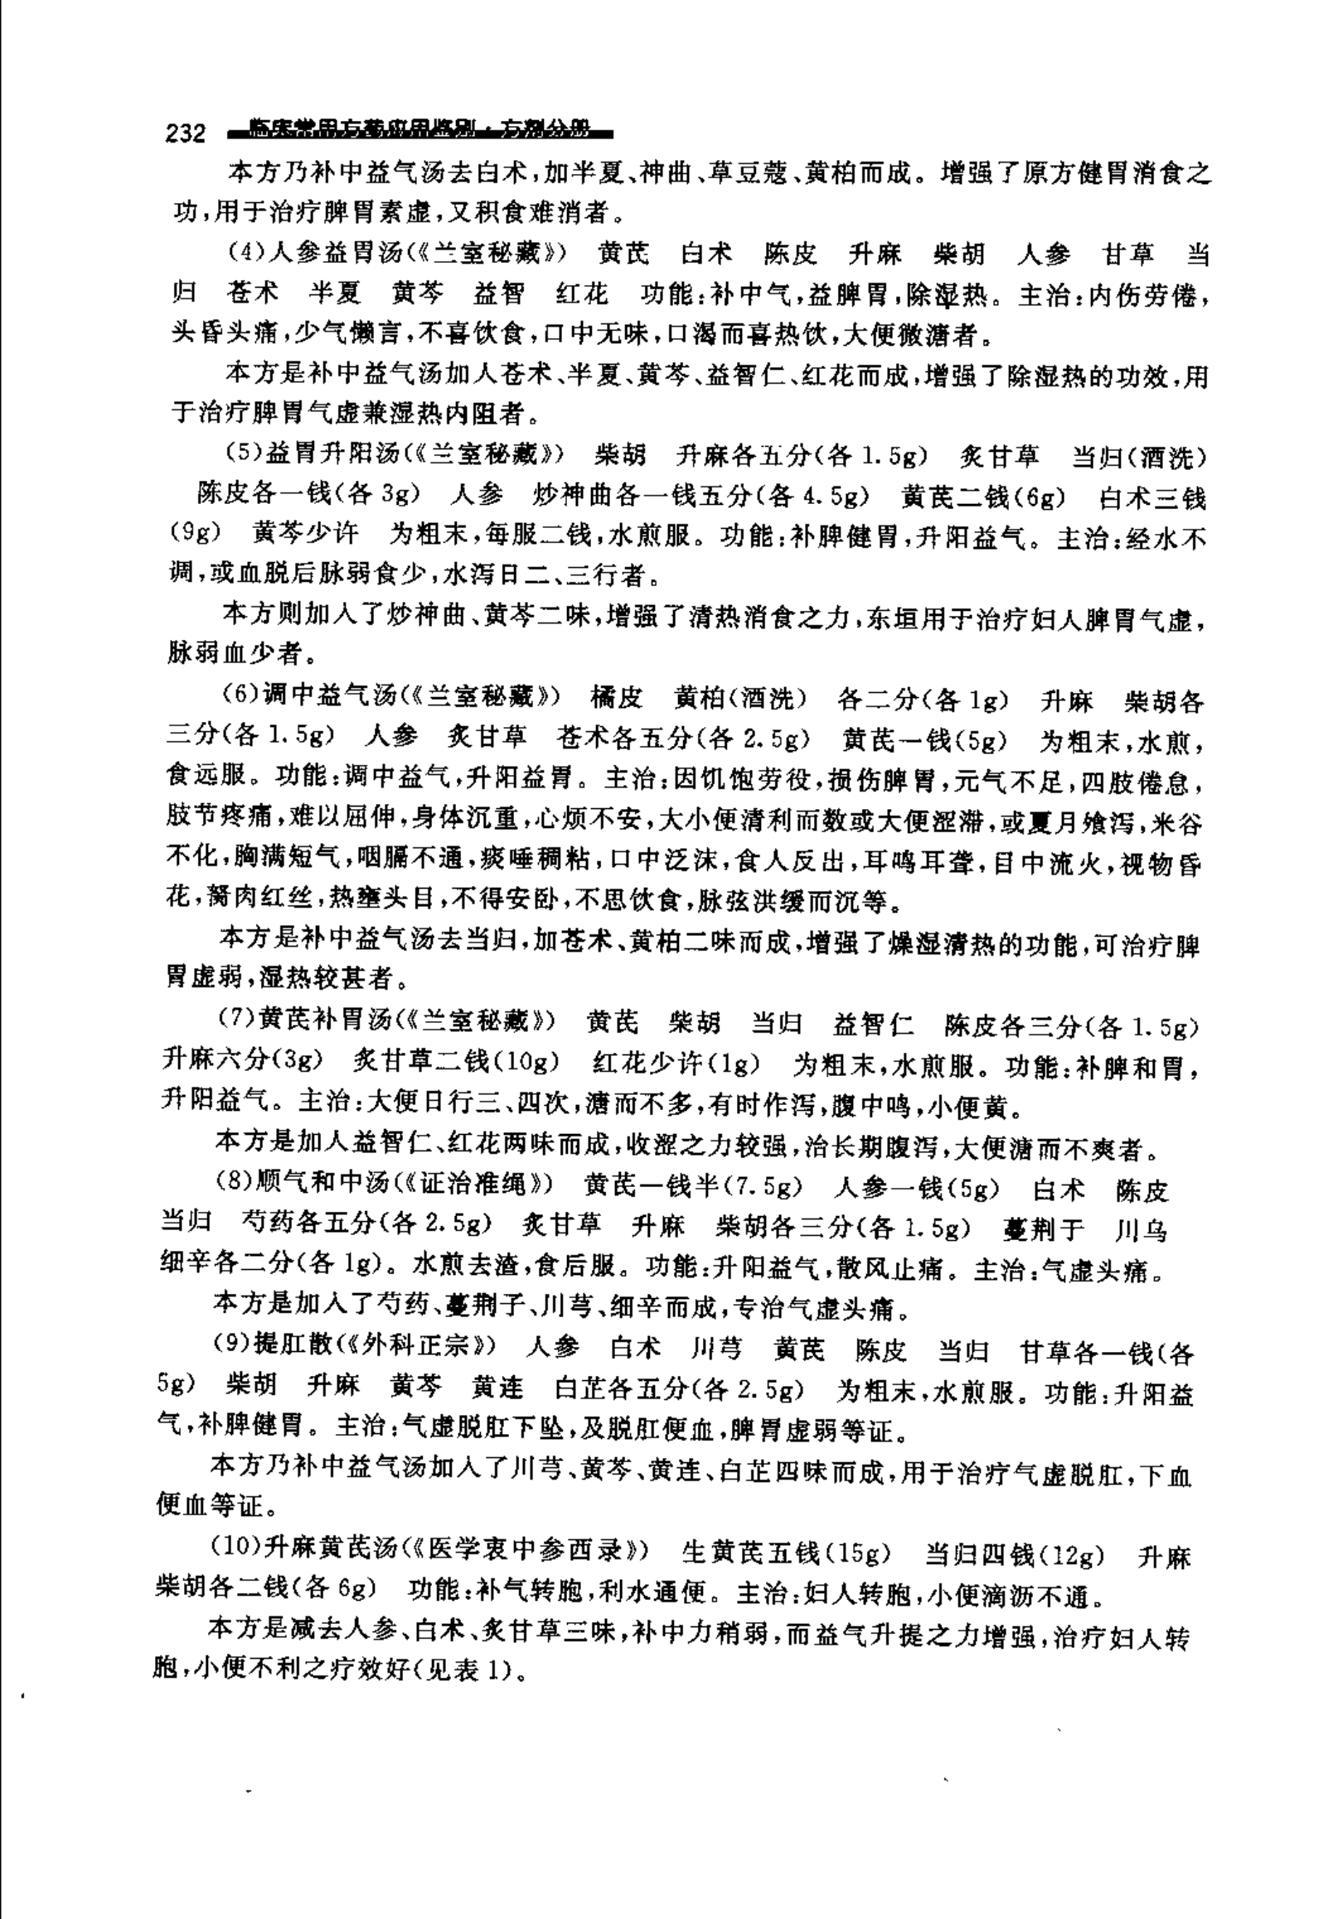 232 临床常用方药应用鉴别·方剂分册
本方乃补中益气汤去白术,加半夏、神曲、草豆蔻、黄柏而成。增强了原方健胃消食之
功,用于治疗脾胃素虚,又积食难消者。
(4)人参益胃汤(《兰室秘藏》) 黄芪 白术 陈皮 升麻 柴胡 人参 甘草 当
归 苍术 半夏 黄芩 益智 红花 功能:补中气,益脾胃,除湿热。主治:内伤劳倦,
头昏头痛,少气懒言,不喜饮食,口中无味,口渴而喜热饮,大便微溏者。
本方是补中益气汤加入苍术、半夏、黄芩、益智仁、红花而成,增强了除湿热的功效,用
于治疗脾胃气虚兼湿热内阻者。
(5)益胃升阳汤(《兰室秘藏》) 柴胡 升麻各五分(各1.5g) 炙甘草 当归(酒洗)
陈皮各一钱(各3g) 人参 炒神曲各一钱五分(各4.5g) 黄芪二钱(6g) 白术三钱
(9g) 黄芩少许 为粗末,每服二钱,水煎服。功能:补脾健胃,升阳益气。主治:经水不
调,或血脱后脉弱食少,水泻日二、三行者。
本方则加入了炒神曲、黄芩二味,增强了清热消食之力,东垣用于治疗妇人脾胃气虚,
脉弱血少者。
(6)调中益气汤(《兰室秘藏》) 橘皮 黄柏(酒洗) 各二分(各1g) 升麻 柴胡各
三分(各1.5g) 人参 炙甘草 苍术各五分(各2.5g) 黄芪一钱(5g) 为粗末,水煎,
食远服。功能:调中益气,升阳益胃。主治:因饥饱劳役,损伤脾胃,元气不足,四肢倦怠,
肢节疼痛,难以屈伸,身体沉重,心烦不安,大小便清利而数或大便涩滞,或夏月飧泻,米谷
不化,胸满短气,咽膈不通,痰唾稠粘,口中泛沫,食入反出,耳鸣耳聋,目中流火,视物昏
花,胬肉红丝,热壅头目,不得安卧,不思饮食,脉弦洪缓而沉等。
本方是补中益气汤去当归,加苍术、黄柏二味而成,增强了燥湿清热的功能,可治疗脾
胃虚弱,湿热较甚者。
(7)黄芪补胃汤(《兰室秘藏》) 黄芪 柴胡 当归 益智仁 陈皮各三分(各1.5g)
升麻六分(3g) 炙甘草二钱(10g) 红花少许(1g) 为粗末,水煎服。功能:补脾和胃,
升阳益气。主治:大便日行三、四次,溏而不多,有时作泻,腹中鸣,小便黄。
本方是加入益智仁、红花两味而成,收涩之力较强,治长期腹泻,大便溏而不爽者。
(8)顺气和中汤(《证治准绳》) 黄芪一钱半(7.5g) 人参一钱(5g) 白术 陈皮
当归 芍药各五分(各2.5g) 炙甘草 升麻 柴胡各三分(各1.5g) 蔓荆于 川乌
细辛各二分(各1g)。水煎去渣,食后服。功能:升阳益气,散风止痛。主治:气虚头痛。
本方是加入了芍药、蔓荆子、川芎、细辛而成,专治气虚头痛。
(9)提肛散(《外科正宗》) 人参 白术 川芎 黄芪 陈皮 当归 甘草各一钱(各
5g) 柴胡 升麻 黄芩 黄连 白芷各五分(各2.5g) 为粗末,水煎服。功能:升阳益
气,补脾健胃。主治:气虚脱肛下坠,及脱肛便血,脾胃虚弱等证。
本方乃补中益气汤加入了川芎、黄芩、黄连、白芷四味而成,用于治疗气虚脱肛,下血
便血等证。
(10)升麻黄芪汤(《医学衷中参西录》) 生黄芪五钱(15g) 当归四钱(12g) 升麻
柴胡各二钱(各6g) 功能:补气转胞,利水通便。主治:妇人转胞,小便滴沥不通。
本方是减去人参、白术、炙甘草三味,补中力稍弱,而益气升提之力增强,治疗妇人转
胞,小便不利之疗效好(见表1)。